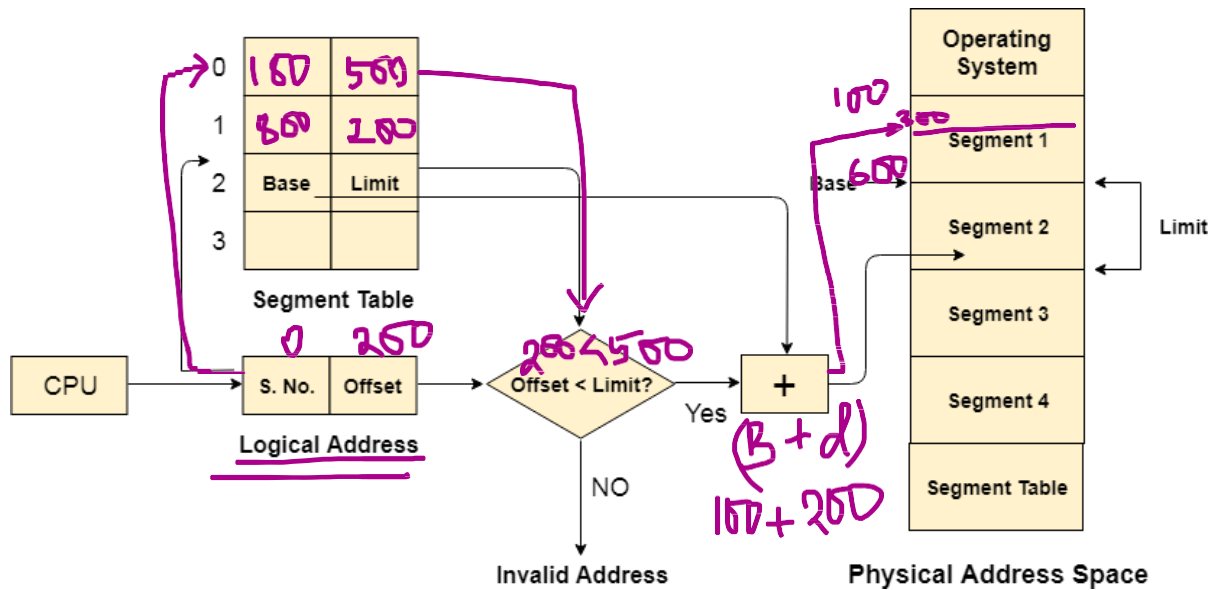 Operating
System
0
100 500
100
1
800 200
300
Segment 1
2
Base Limit
Base
600
Segment 2
Limit
3
Segment Table
Segment 3
0 200
200<500
CPU
S. No. Offset
Offset < Limit?
Yes
+
Segment 4
Logical Address
(B + d)
NO
100+200
Segment Table
Invalid Address
Physical Address Space